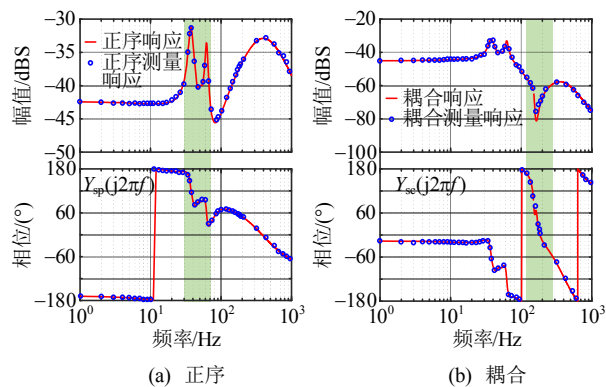 −30
−35
−40
−45
−50
幅值/dBS
正序响应
正序测量
响应
180
60
−60
−180
相位/(°)
Y_sp(j2πf)
10^0
10^1
10^2
10^3
频率/Hz
(a) 正序
−20
−40
−60
−80
−100
幅值/dBS
耦合响应
耦合测量响应
180
60
−60
−180
相位/(°)
Y_sc(j2πf)
10^0
10^1
10^2
10^3
频率/Hz
(b) 耦合